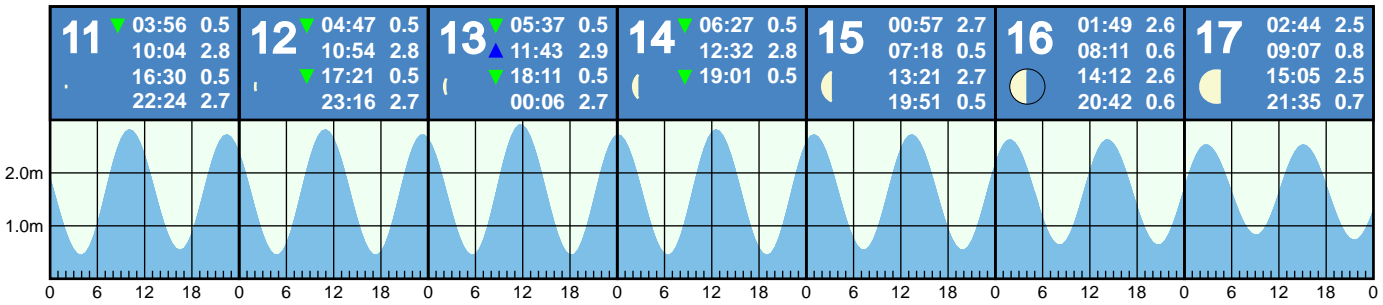 11 ▼ 03:56 0.5
10:04 2.8
16:30 0.5
22:24 2.7
12 ▼ 04:47 0.5
10:54 2.8
▼ 17:21 0.5
23:16 2.7
13 ▼ 05:37 0.5
▲ 11:43 2.9
▼ 18:11 0.5
00:06 2.7
14 ▼ 06:27 0.5
12:32 2.8
▼ 19:01 0.5
15 00:57 2.7
07:18 0.5
13:21 2.7
19:51 0.5
16 01:49 2.6
08:11 0.6
14:12 2.6
20:42 0.6
17 02:44 2.5
09:07 0.8
15:05 2.5
21:35 0.7
2.0m
1.0m
0 6 12 18 0 6 12 18 0 6 12 18 0 6 12 18 0 6 12 18 0 6 12 18 0 6 12 18 0